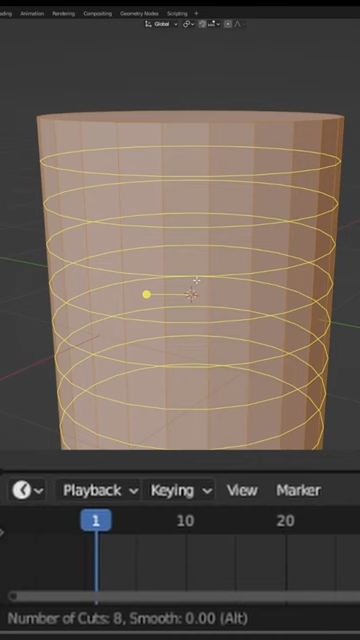 Animation Rendering Compositing Geometry Nodes Scripting +
Global
Playback Keying View Marker
1 10 20
Number of Cuts: 8, Smooth: 0.00 (Alt)